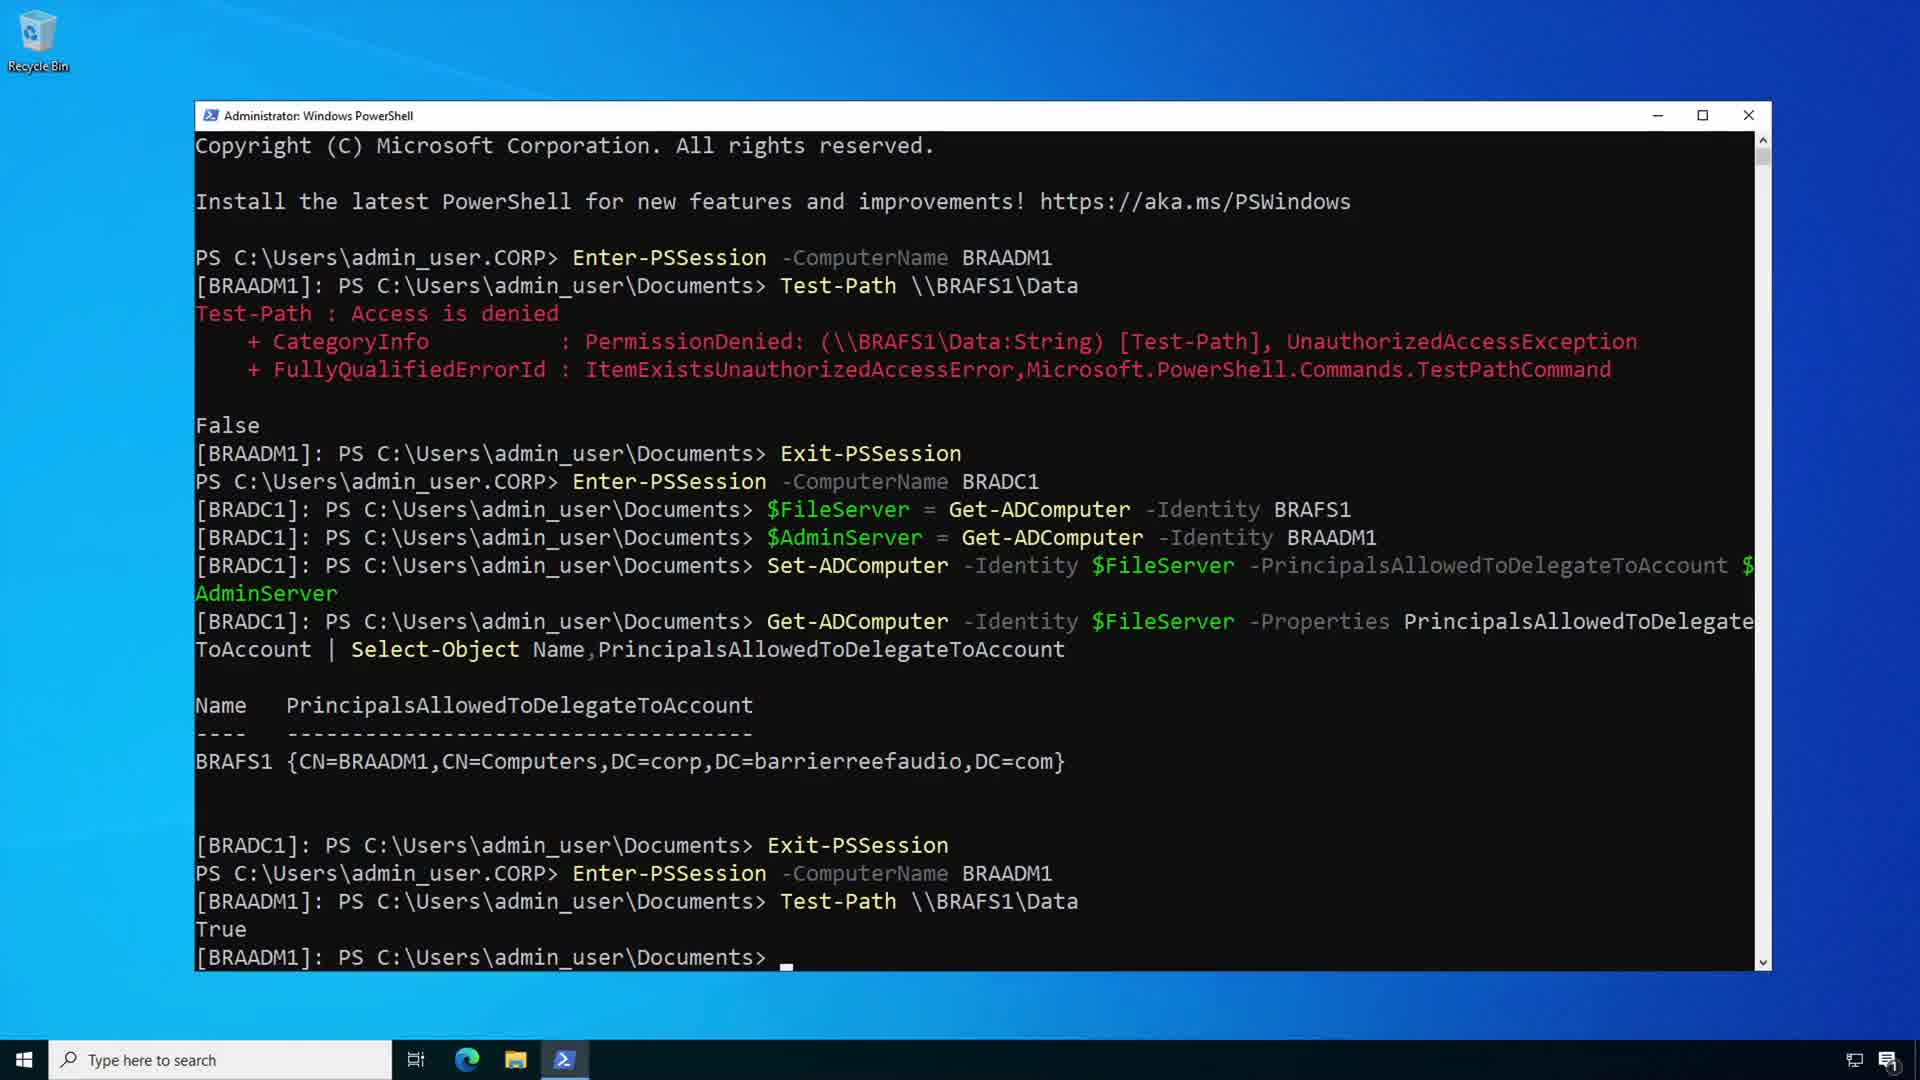 Recycle Bin
Administrator: Windows PowerShell
Copyright (C) Microsoft Corporation. All rights reserved.
Install the latest PowerShell for new features and improvements! https://aka.ms/PSWindows
PS C:\Users\admin_user.CORP> Enter-PSSession -ComputerName BRAADM1
[BRAADM1]: PS C:\Users\admin_user\Documents> Test-Path \\BRAFS1\Data
Test-Path : Access is denied
    + CategoryInfo          : PermissionDenied: (\\BRAFS1\Data:String) [Test-Path], UnauthorizedAccessException
    + FullyQualifiedErrorId : ItemExistsUnauthorizedAccessError,Microsoft.PowerShell.Commands.TestPathCommand
False
[BRAADM1]: PS C:\Users\admin_user\Documents> Exit-PSSession
PS C:\Users\admin_user.CORP> Enter-PSSession -ComputerName BRADC1
[BRADC1]: PS C:\Users\admin_user\Documents> $FileServer = Get-ADComputer -Identity BRAFS1
[BRADC1]: PS C:\Users\admin_user\Documents> $AdminServer = Get-ADComputer -Identity BRAADM1
[BRADC1]: PS C:\Users\admin_user\Documents> Set-ADComputer -Identity $FileServer -PrincipalsAllowedToDelegateToAccount $
AdminServer
[BRADC1]: PS C:\Users\admin_user\Documents> Get-ADComputer -Identity $FileServer -Properties PrincipalsAllowedToDelegate
ToAccount | Select-Object Name,PrincipalsAllowedToDelegateToAccount
Name   PrincipalsAllowedToDelegateToAccount
----   ------------------------------------
BRAFS1 {CN=BRAADM1,CN=Computers,DC=corp,DC=barrierreefaudio,DC=com}
[BRADC1]: PS C:\Users\admin_user\Documents> Exit-PSSession
PS C:\Users\admin_user.CORP> Enter-PSSession -ComputerName BRAADM1
[BRAADM1]: PS C:\Users\admin_user\Documents> Test-Path \\BRAFS1\Data
True
[BRAADM1]: PS C:\Users\admin_user\Documents>
Type here to search
1